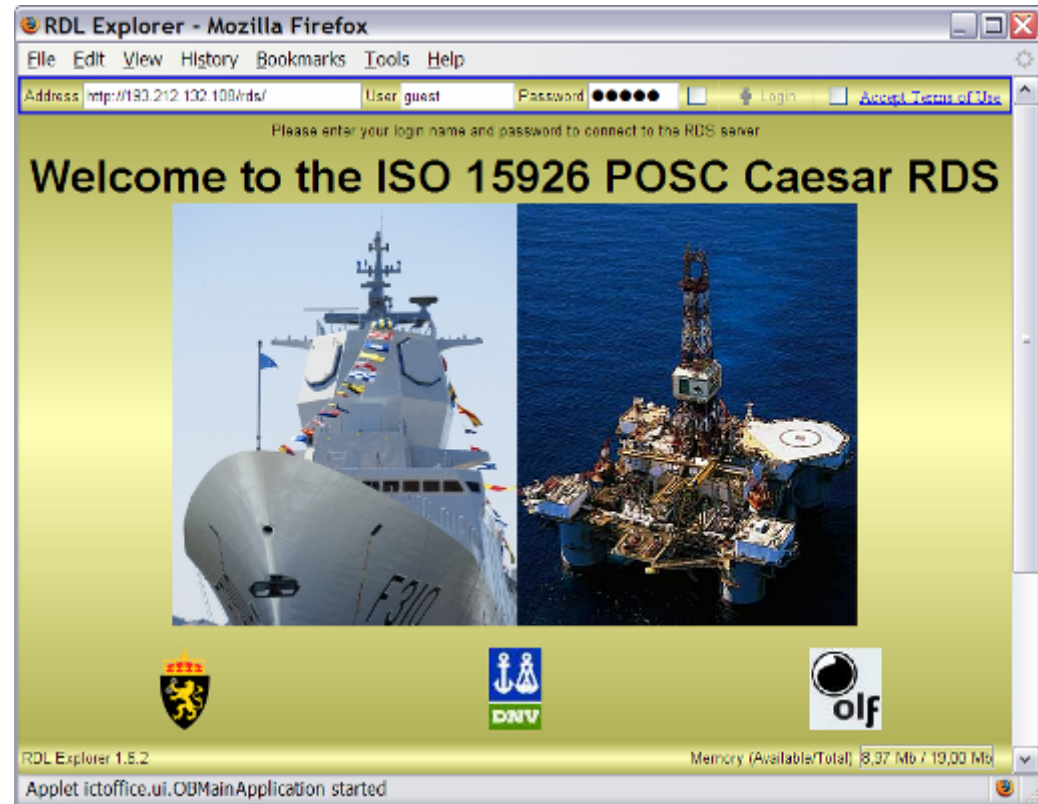 RDL Explorer - Mozilla Firefox
File Edit View History Bookmarks Tools Help
Address http://193.212.132.108/rds/ User guest Password ●●●●● Login Accept Terms of Use
Please enter your login name and password to connect to the RDS server
Welcome to the ISO 15926 POSC Caesar RDS
F310
DNV
olf
RDL Explorer 1.6.2 Memory (Available/Total) 8,97 Mb / 19,00 Mb
Applet ictoffice.ui.OBMainApplication started